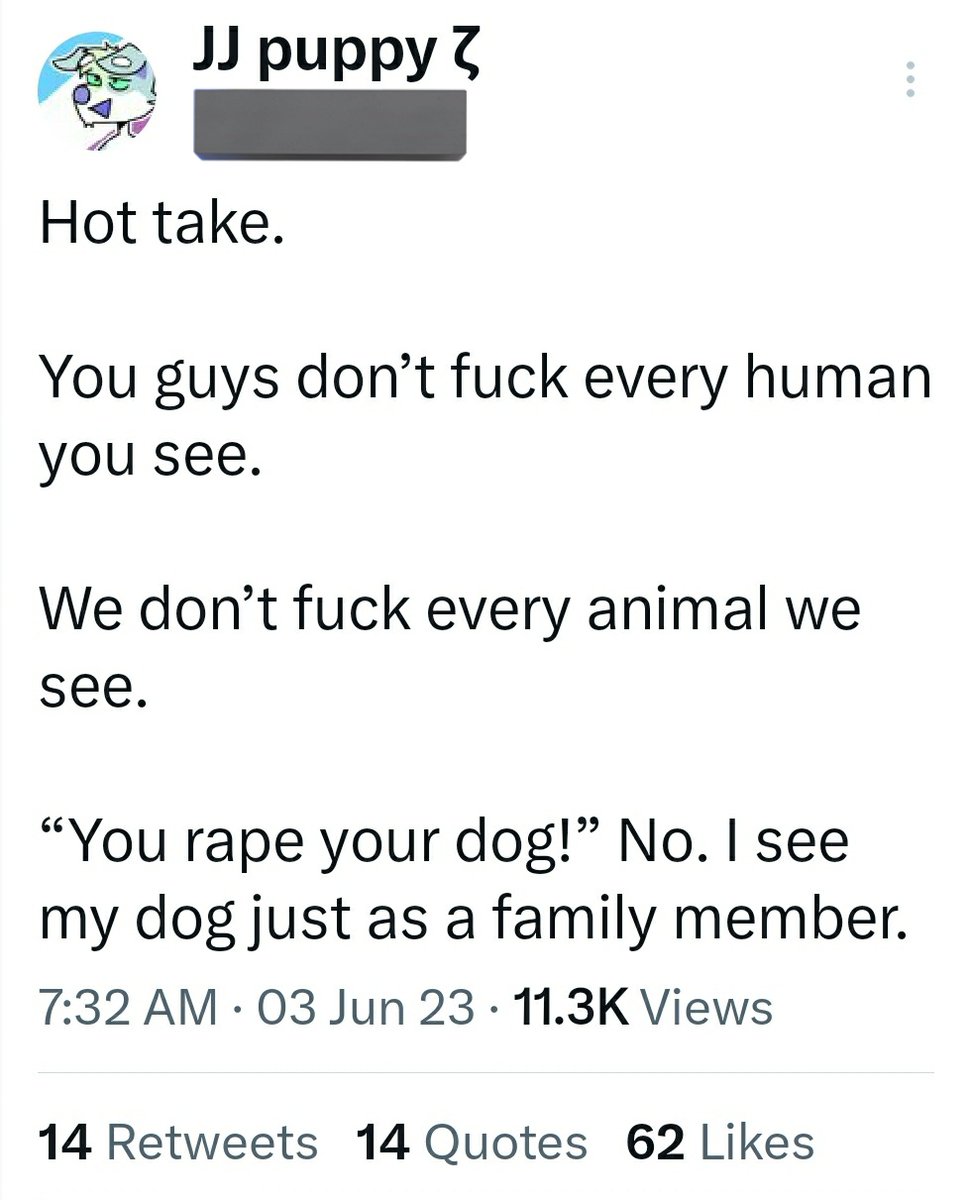 JJ puppy ζ
Hot take.
You guys don’t fuck every human
you see.
We don’t fuck every animal we
see.
“You rape your dog!” No. I see
my dog just as a family member.
7:32 AM · 03 Jun 23 · 11.3K Views
14 Retweets 14 Quotes 62 Likes